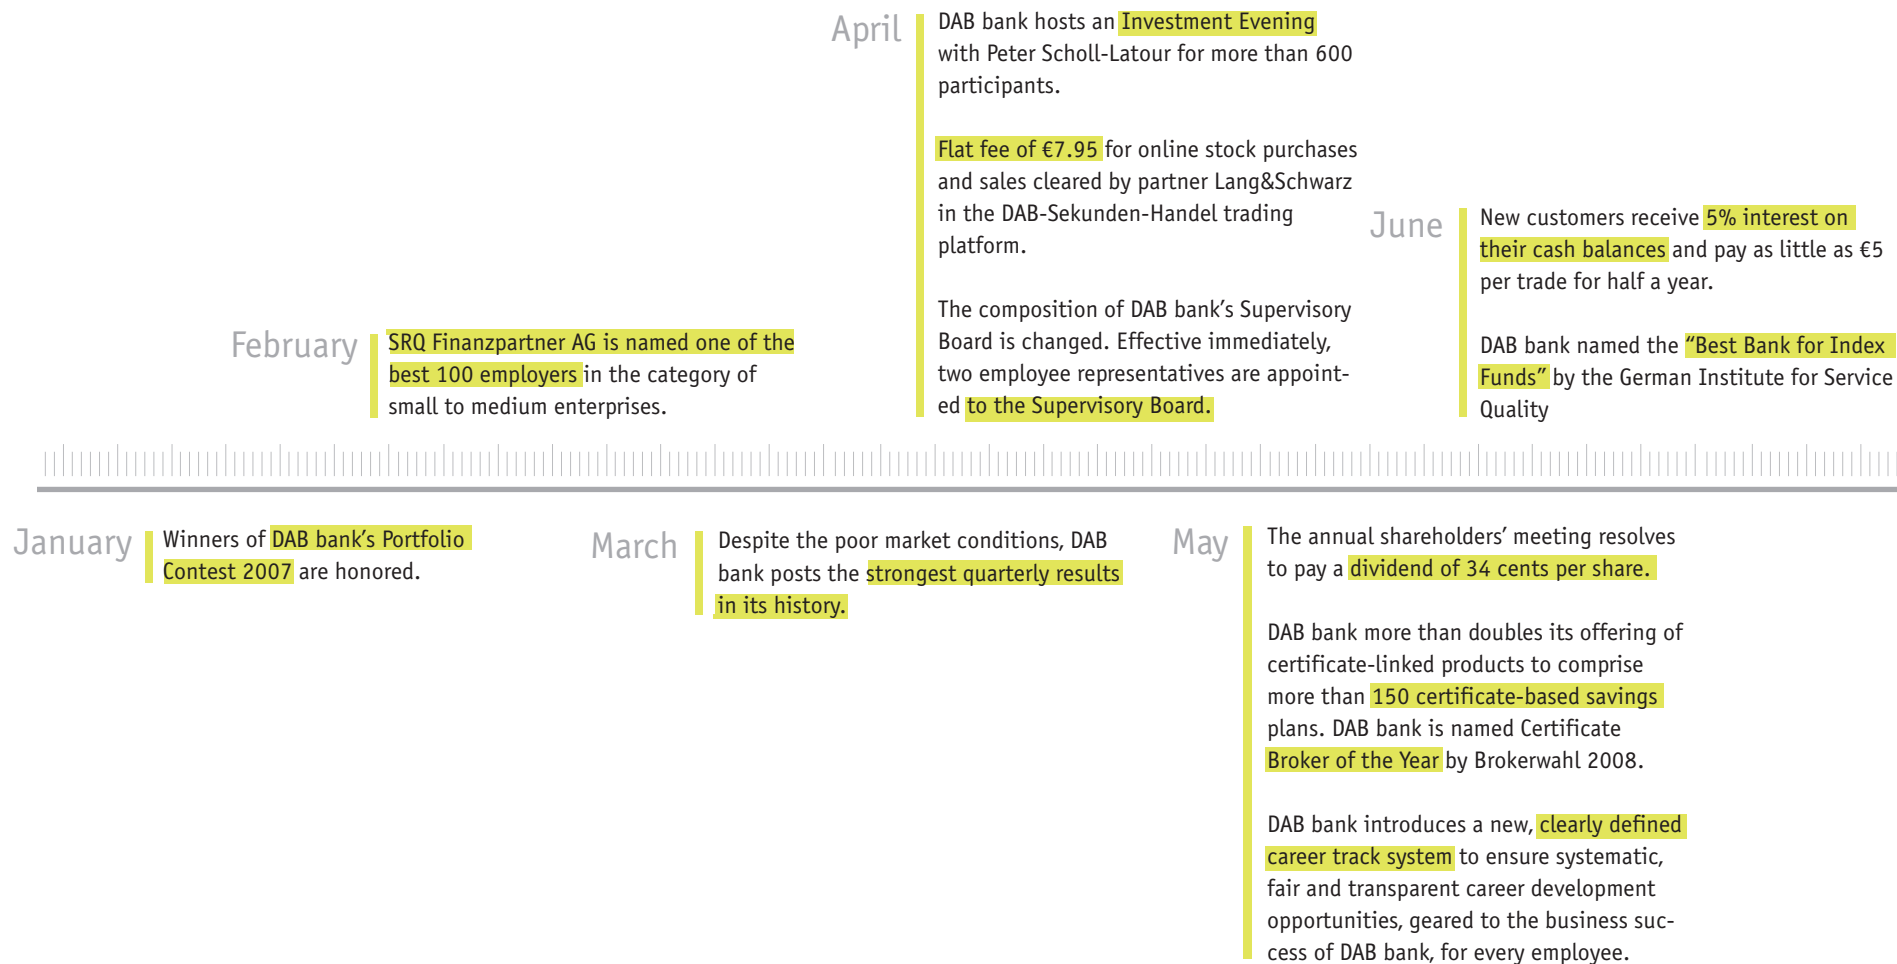 April
DAB bank hosts an Investment Evening
with Peter Scholl-Latour for more than 600
participants.
Flat fee of €7.95 for online stock purchases
and sales cleared by partner Lang&Schwarz
in the DAB-Sekunden-Handel trading
platform.
The composition of DAB bank’s Supervisory
Board is changed. Effective immediately,
two employee representatives are appoint-
ed to the Supervisory Board.
June
New customers receive 5% interest on
their cash balances and pay as little as €5
per trade for half a year.
DAB bank named the “Best Bank for Index
Funds” by the German Institute for Service
Quality
February
SRQ Finanzpartner AG is named one of the
best 100 employers in the category of
small to medium enterprises.
January
Winners of DAB bank’s Portfolio
Contest 2007 are honored.
March
Despite the poor market conditions, DAB
bank posts the strongest quarterly results
in its history.
May
The annual shareholders’ meeting resolves
to pay a dividend of 34 cents per share.
DAB bank more than doubles its offering of
certificate-linked products to comprise
more than 150 certificate-based savings
plans. DAB bank is named Certificate
Broker of the Year by Brokerwahl 2008.
DAB bank introduces a new, clearly defined
career track system to ensure systematic,
fair and transparent career development
opportunities, geared to the business suc-
cess of DAB bank, for every employee.